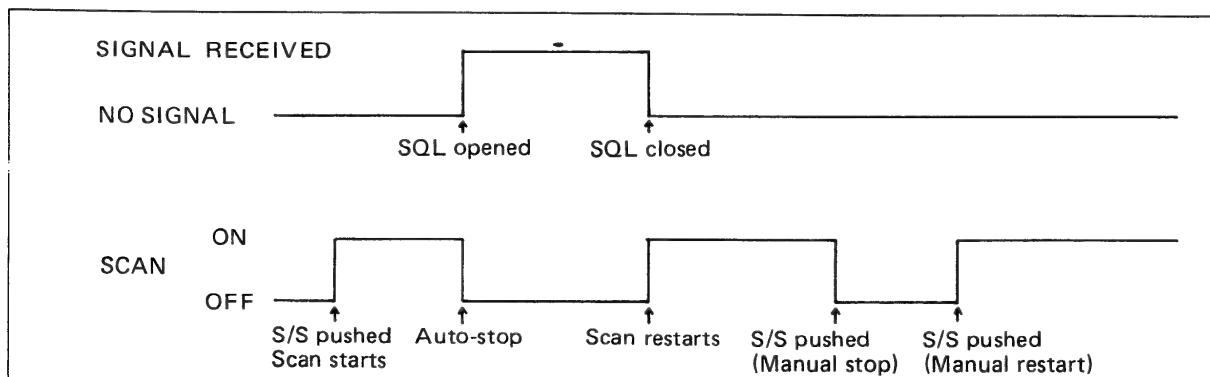 SIGNAL RECEIVED
NO SIGNAL
SQL opened
SQL closed
ON
SCAN
OFF
S/S pushed
Scan starts
Auto-stop
Scan restarts
S/S pushed
(Manual stop)
S/S pushed
(Manual restart)